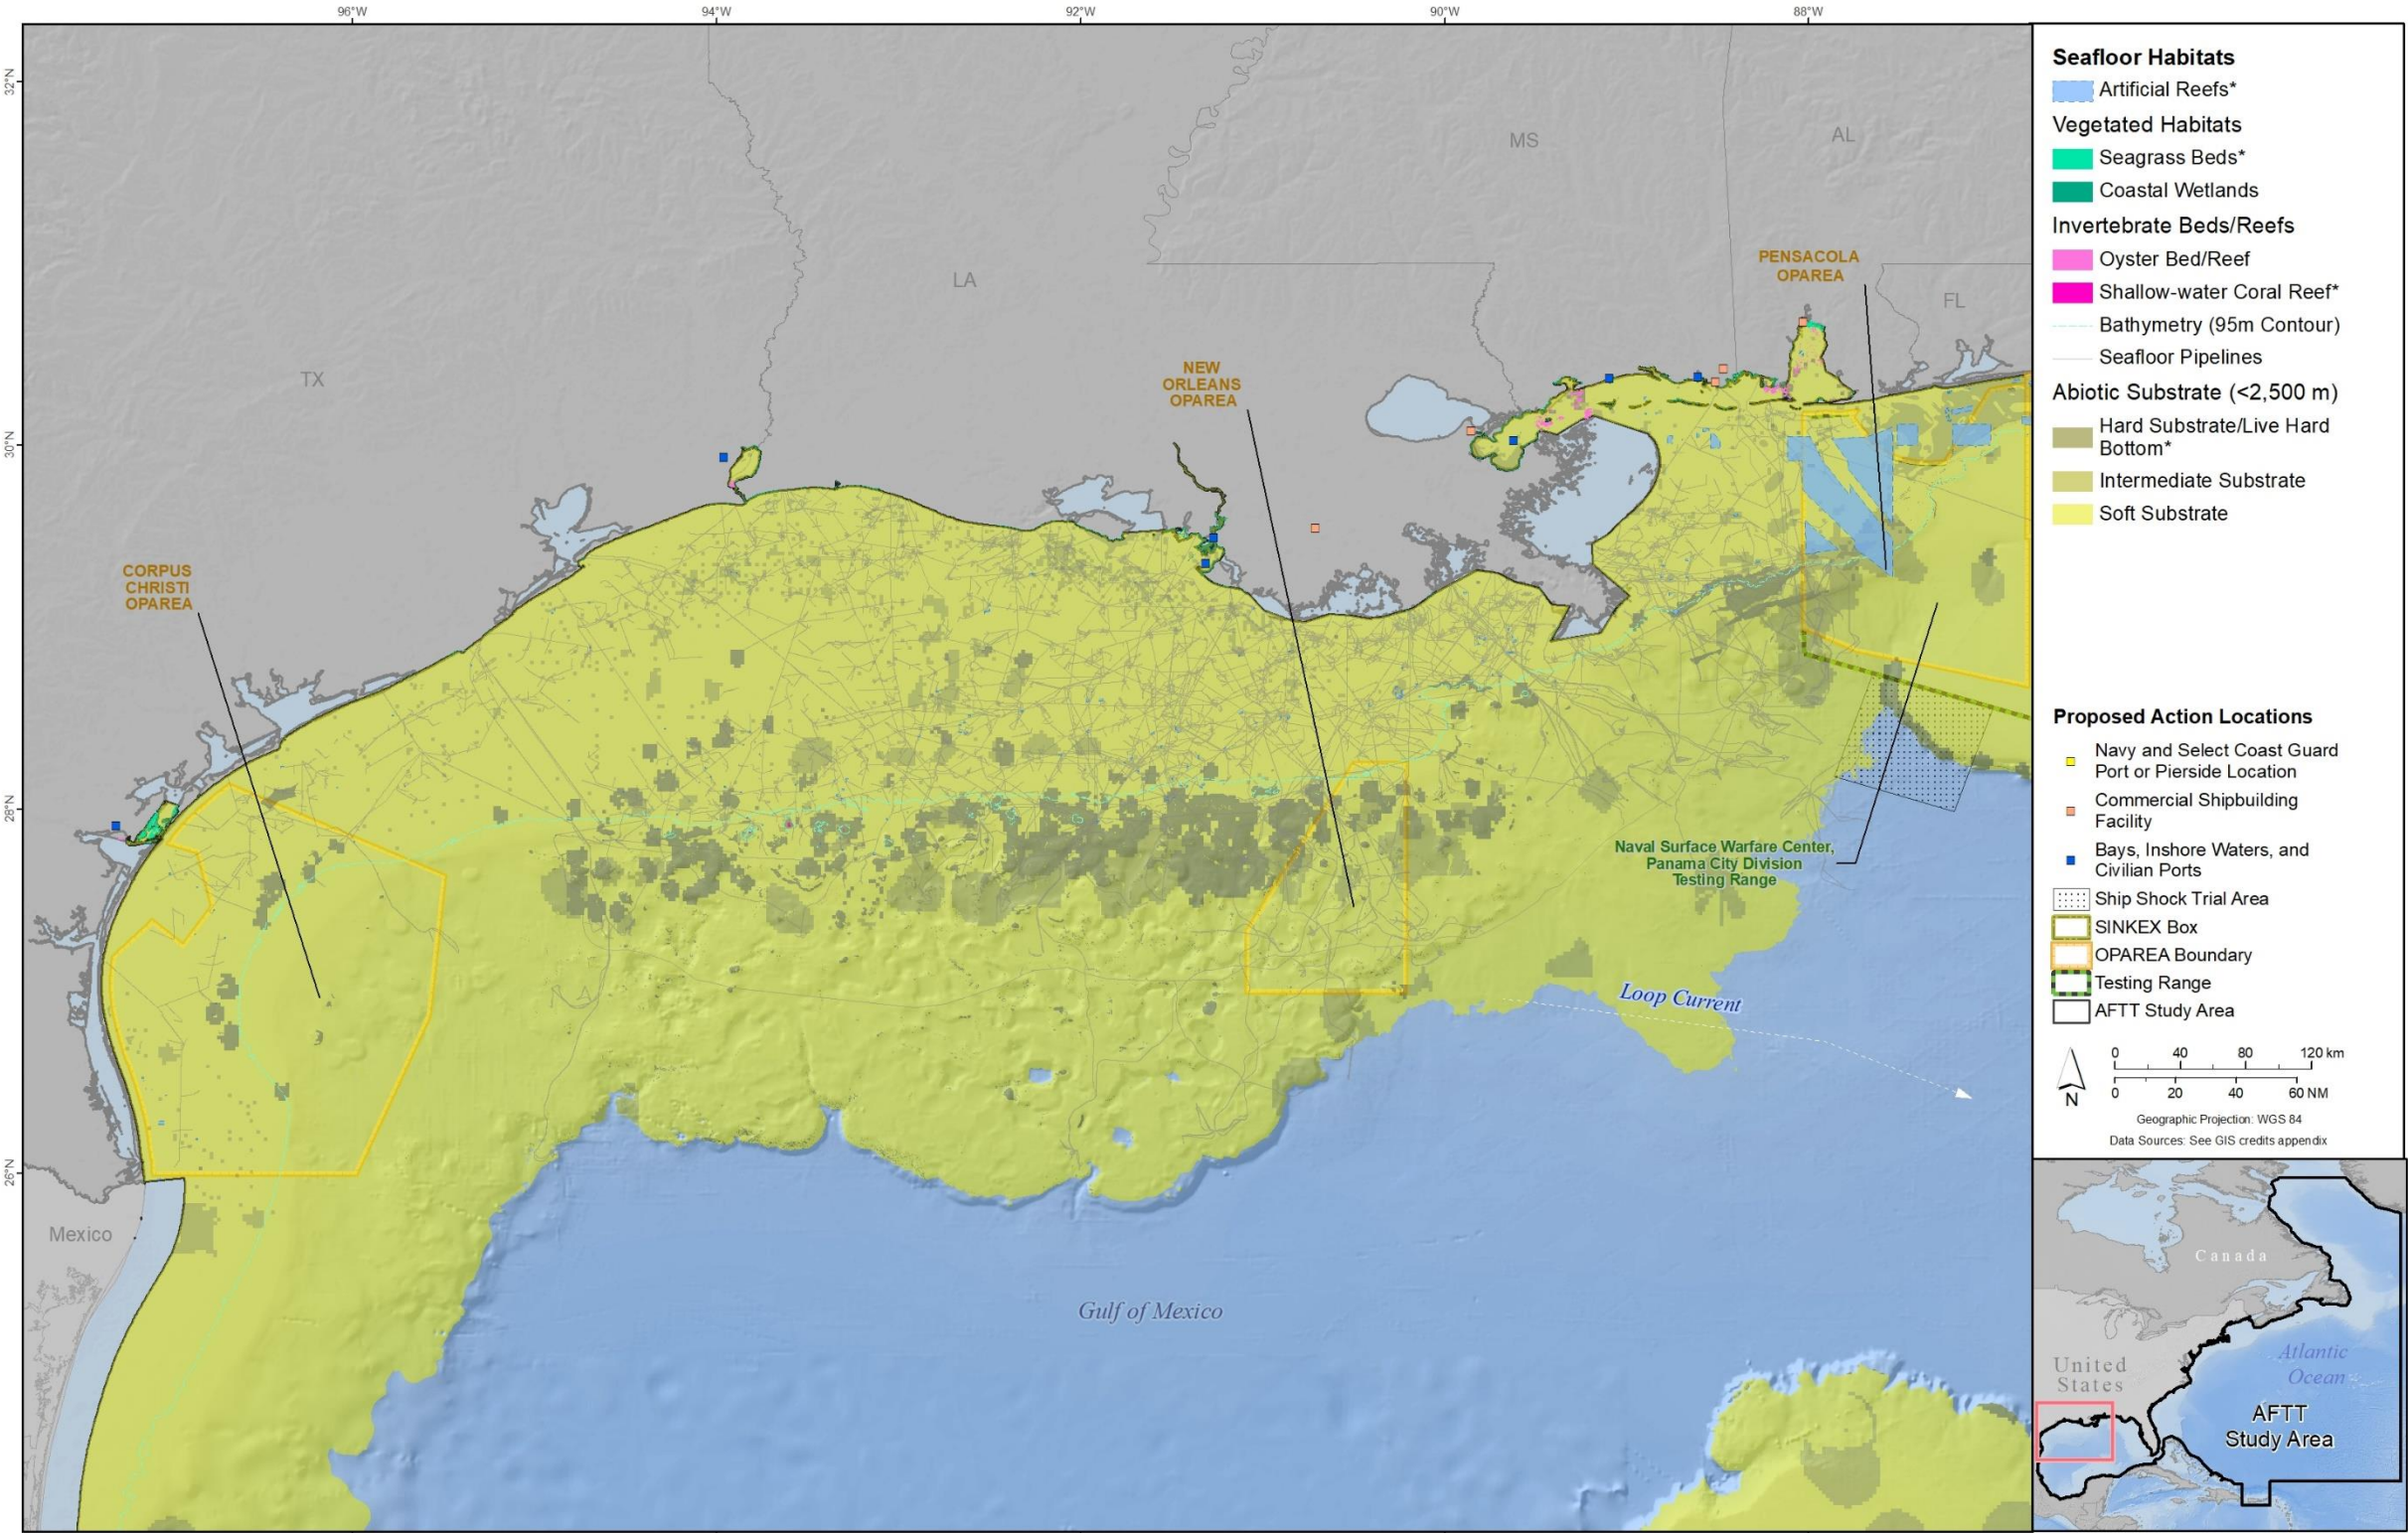 96°W
94°W
92°W
90°W
88°W
32°N
30°N
28°N
26°N
MS
AL
LA
TX
FL
PENSACOLA
OPAREA
NEW
ORLEANS
OPAREA
CORPUS
CHRISTI
OPAREA
Naval Surface Warfare Center,
Panama City Division
Testing Range
Loop Current
Mexico
Gulf of Mexico
Seafloor Habitats
Artificial Reefs*
Vegetated Habitats
Seagrass Beds*
Coastal Wetlands
Invertebrate Beds/Reefs
Oyster Bed/Reef
Shallow-water Coral Reef*
Bathymetry (95m Contour)
Seafloor Pipelines
Abiotic Substrate (<2,500 m)
Hard Substrate/Live Hard
Bottom*
Intermediate Substrate
Soft Substrate
Proposed Action Locations
Navy and Select Coast Guard
Port or Pierside Location
Commercial Shipbuilding
Facility
Bays, Inshore Waters, and
Civilian Ports
Ship Shock Trial Area
SINKEX Box
OPAREA Boundary
Testing Range
AFTT Study Area
0 40 80 120 km
0 20 40 60 NM
N
Geographic Projection: WGS 84
Data Sources: See GIS credits appendix
Canada
United
States
Atlantic
Ocean
AFTT
Study Area